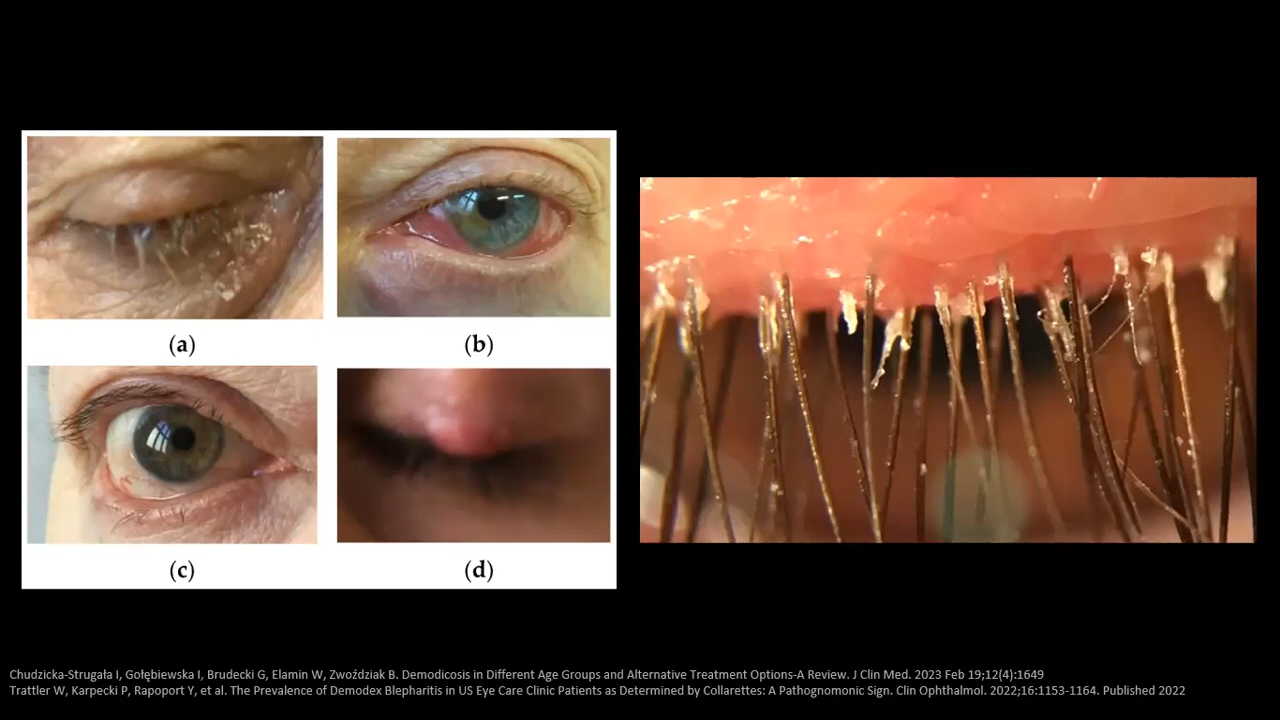 (a)
(b)
(c)
(d)
Chudzicka-Strugała I, Gołębiewska I, Brudecki G, Elamin W, Zwoździak B. Demodicosis in Different Age Groups and Alternative Treatment Options-A Review. J Clin Med. 2023 Feb 19;12(4):1649
Trattler W, Karpecki P, Rapoport Y, et al. The Prevalence of Demodex Blepharitis in US Eye Care Clinic Patients as Determined by Collarettes: A Pathognomonic Sign. Clin Ophthalmol. 2022;16:1153-1164. Published 2022